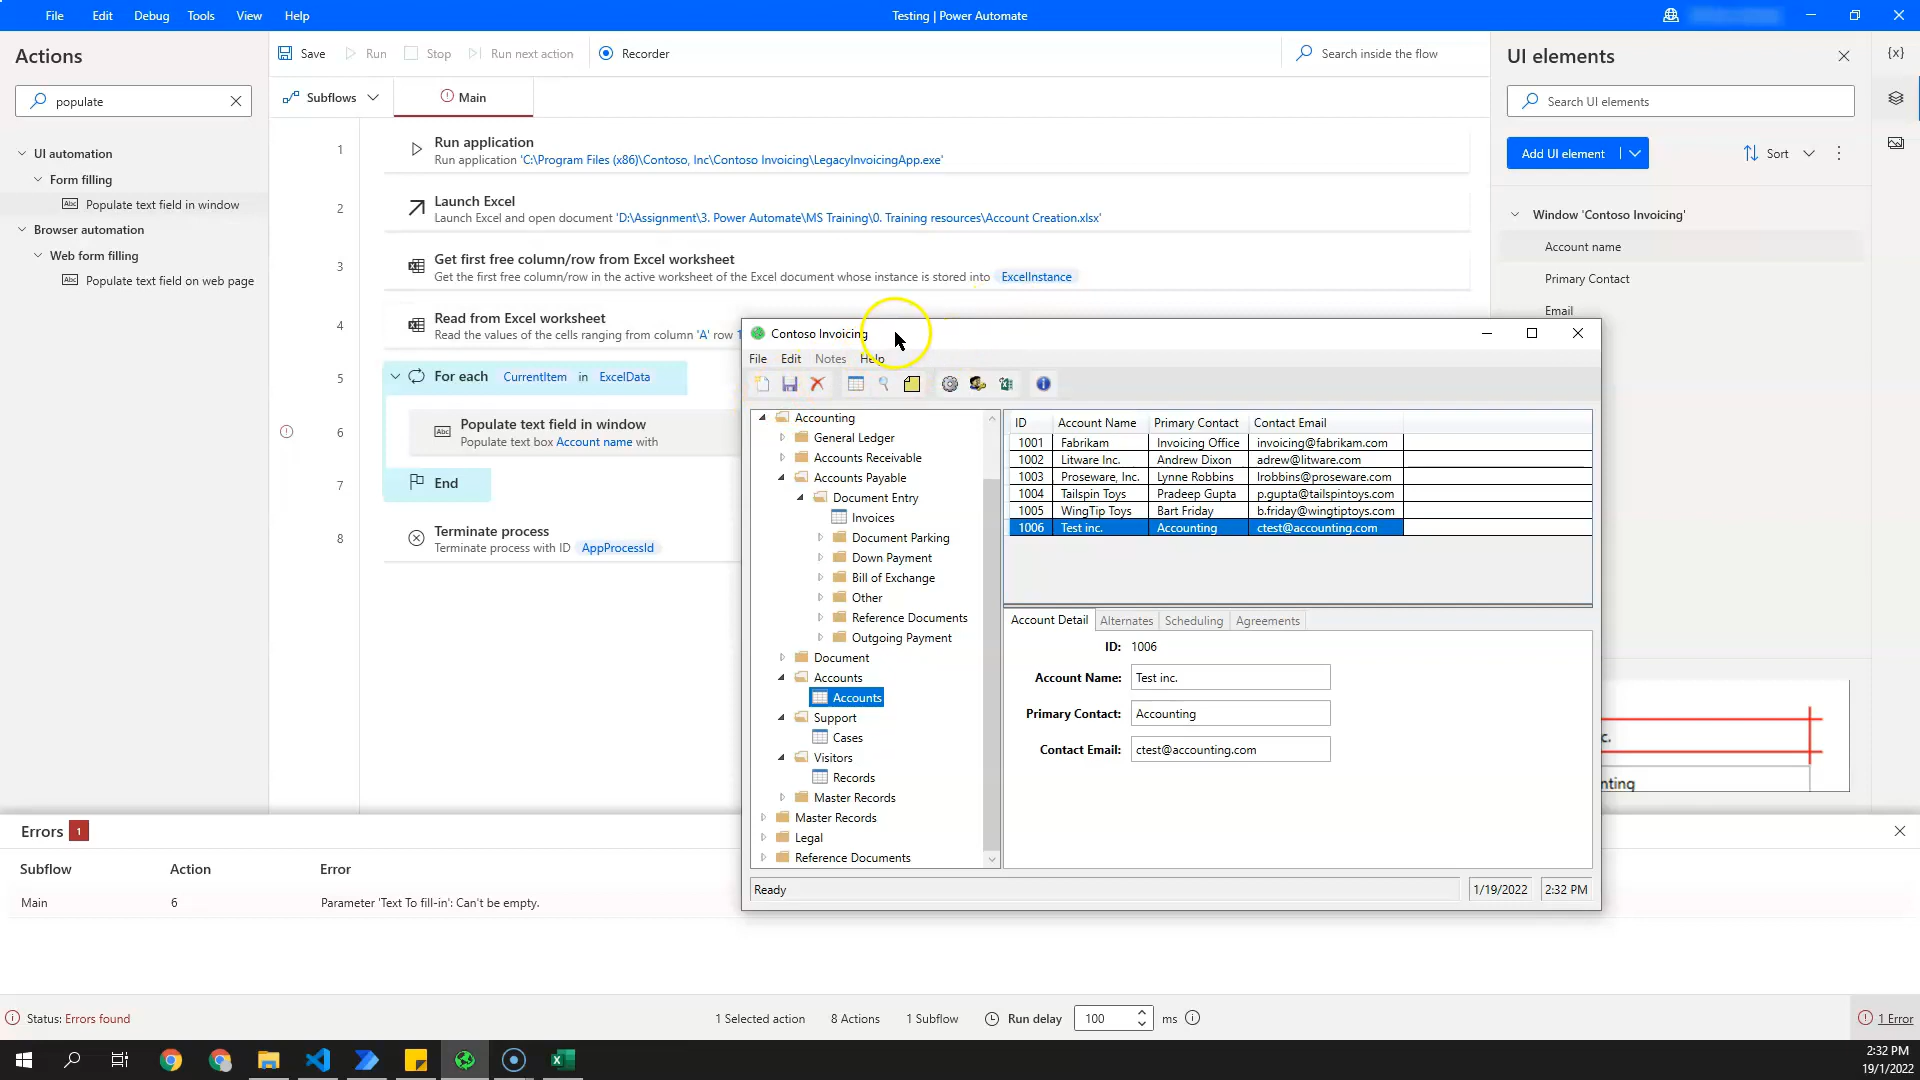 File Edit Debug Tools View Help
Testing | Power Automate
Actions
Save Run Stop Run next action Recorder
Search inside the flow
UI elements
{x}
populate
Subflows Main
Search UI elements
Add UI element
Sort
UI automation
Form filling
Populate text field in window
Browser automation
Web form filling
Populate text field on web page
1 Run application
Run application 'C:\Program Files (x86)\Contoso, Inc\Contoso Invoicing\LegacyInvoicingApp.exe'
2 Launch Excel
Launch Excel and open document 'D:\Assignment\3. Power Automate\MS Training\0. Training resources\Account Creation.xlsx'
3 Get first free column/row from Excel worksheet
Get the first free column/row in the active worksheet of the Excel document whose instance is stored into ExcelInstance
4 Read from Excel worksheet
Read the values of the cells ranging from column 'A' row 1
5 For each CurrentItem in ExcelData
6 Abc Populate text field in window
Populate text box Account name with
7 End
8 Terminate process
Terminate process with ID AppProcessId
Window 'Contoso Invoicing'
Account name
Primary Contact
Email
Contoso Invoicing
File Edit Notes Help
Accounting
General Ledger
Accounts Receivable
Accounts Payable
Document Entry
Invoices
Document Parking
Down Payment
Bill of Exchange
Other
Reference Documents
Outgoing Payment
Document
Accounts
Accounts
Support
Cases
Visitors
Records
Master Records
Master Records
Legal
Reference Documents
ID Account Name Primary Contact Contact Email
1001 Fabrikam Invoicing Office invoicing@fabrikam.com
1002 Litware Inc. Andrew Dixon adrew@litware.com
1003 Proseware, Inc. Lynne Robbins lrobbins@proseware.com
1004 Tailspin Toys Pradeep Gupta p.gupta@tailspintoys.com
1005 WingTip Toys Bart Friday b.friday@wingtiptoys.com
1006 Test inc. Accounting ctest@accounting.com
Account Detail Alternates Scheduling Agreements
ID: 1006
Account Name: Test inc.
Primary Contact: Accounting
Contact Email: ctest@accounting.com
Ready 1/19/2022 2:32 PM
c.
nting
Errors 1
Subflow Action Error
Main 6 Parameter 'Text To fill-in': Can't be empty.
Status: Errors found
1 Selected action 8 Actions 1 Subflow Run delay 100 ms
1 Error
2:32 PM
19/1/2022